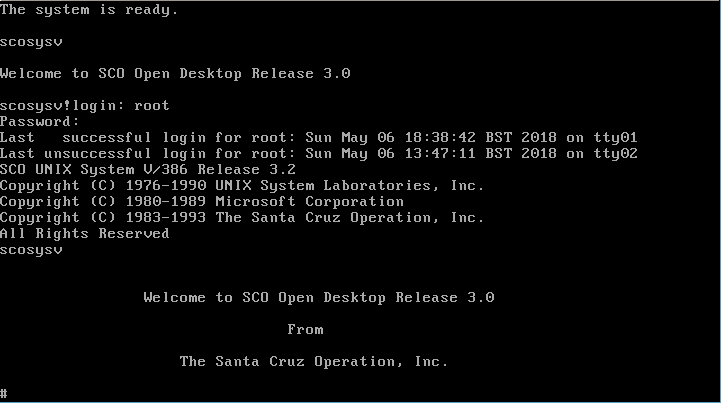 The system is ready.
scosysv
Welcome to SCO Open Desktop Release 3.0
scosysv!login: root
Password:
Last   successful login for root: Sun May 06 18:38:42 BST 2018 on tty01
Last unsuccessful login for root: Sun May 06 13:47:11 BST 2018 on tty02
SCO UNIX System V/386 Release 3.2
Copyright (C) 1976-1990 UNIX System Laboratories, Inc.
Copyright (C) 1980-1989 Microsoft Corporation
Copyright (C) 1983-1993 The Santa Cruz Operation, Inc.
All Rights Reserved
scosysv
Welcome to SCO Open Desktop Release 3.0
From
The Santa Cruz Operation, Inc.
#